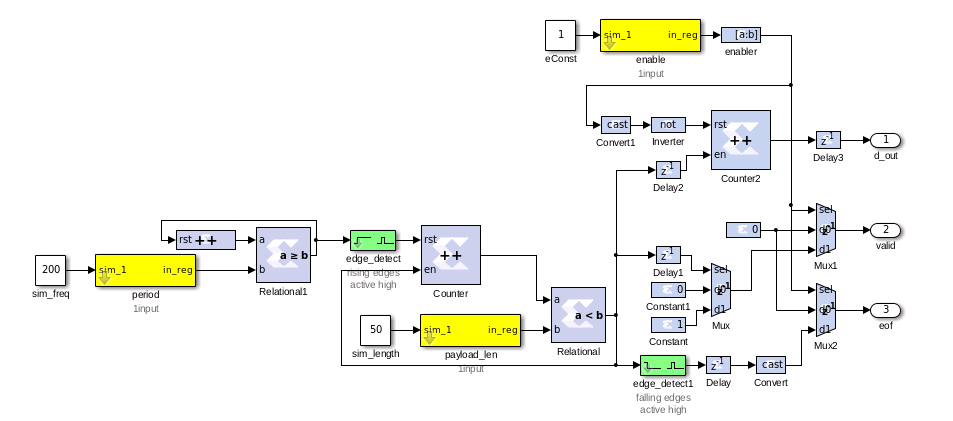 1
eConst
sim_1 in_reg
enable
1input
[a:b]
enabler
cast
Convert1
not
Inverter
rst
en
++
Counter2
z-1
Delay2
z-1
Delay3
1
d_out
rst ++
a
b
a ≥ b
Relational1
200
sim_freq
sim_1 in_reg
period
1input
edge_detect
rising edges
active high
rst
en
++
Counter
50
sim_length
sim_1 in_reg
payload_len
1input
a
b
a < b
Relational
z-1
Delay1
0
Constant1
1
Constant
sel
d0
d1
z-1
Mux
0
sel
d0
d1
z-1
Mux1
2
valid
sel
d0
d1
z-1
Mux2
3
eof
edge_detect1
falling edges
active high
z-1
Delay
cast
Convert